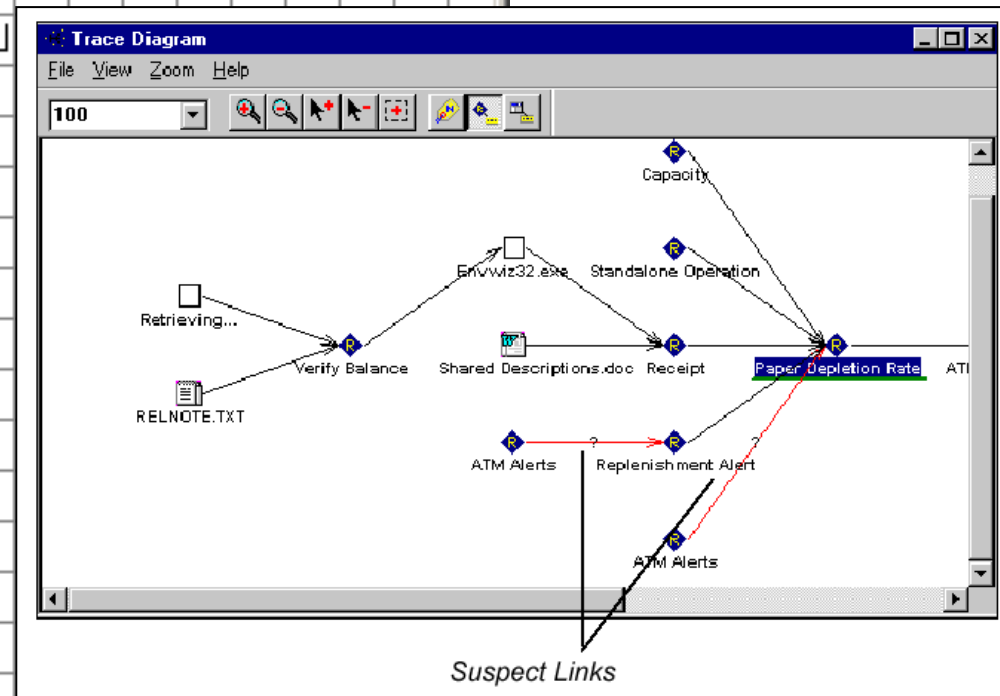 Trace Diagram
File View Zoom Help
100
Capacity
Envwiz32.exe Standalone Operation
Retrieving...
Verify Balance Shared Descriptions.doc Receipt Paper Depletion Rate
RELNOTE.TXT
? ?
ATM Alerts Replenishment Alert
ATM Alerts
Suspect Links